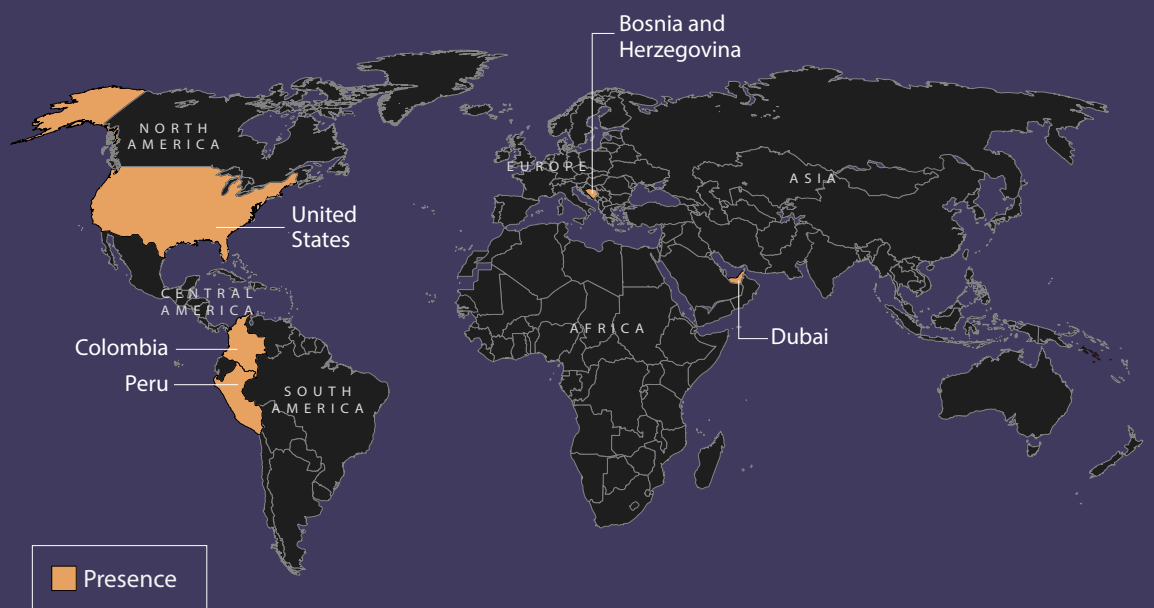 Bosnia and
Herzegovina
NORTH
AMERICA
EUROPE
ASIA
United
States
CENTRAL
AMERICA
AFRICA
Colombia
Dubai
Peru
SOUTH
AMERICA
Presence